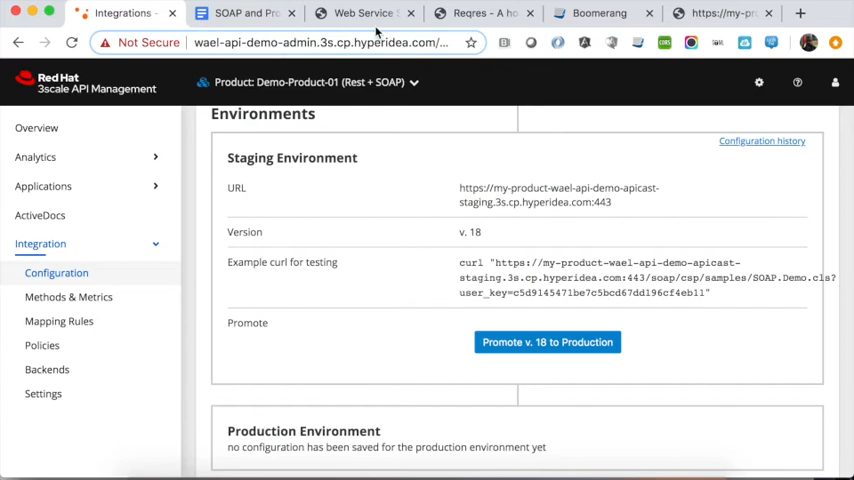 Integrations
SOAP and Pro
Web Service S
Reqres - A ho
Boomerang
https://my-pr
Not Secure
wael-api-demo-admin.3s.cp.hyperidea.com/...
Red Hat
3scale API Management
Product: Demo-Product-01 (Rest + SOAP)
Overview
Analytics
Applications
ActiveDocs
Integration
Configuration
Methods & Metrics
Mapping Rules
Policies
Backends
Settings
Environments
Configuration history
Staging Environment
URL
https://my-product-wael-api-demo-apicast-
staging.3s.cp.hyperidea.com:443
Version
v. 18
Example curl for testing
curl "https://my-product-wael-api-demo-apicast-
staging.3s.cp.hyperidea.com:443/soap/csp/samples/SOAP.Demo.cls?
user_key=c5d9145471be7c5bcd67dd196cf4eb11"
Promote
Promote v. 18 to Production
Production Environment
no configuration has been saved for the production environment yet